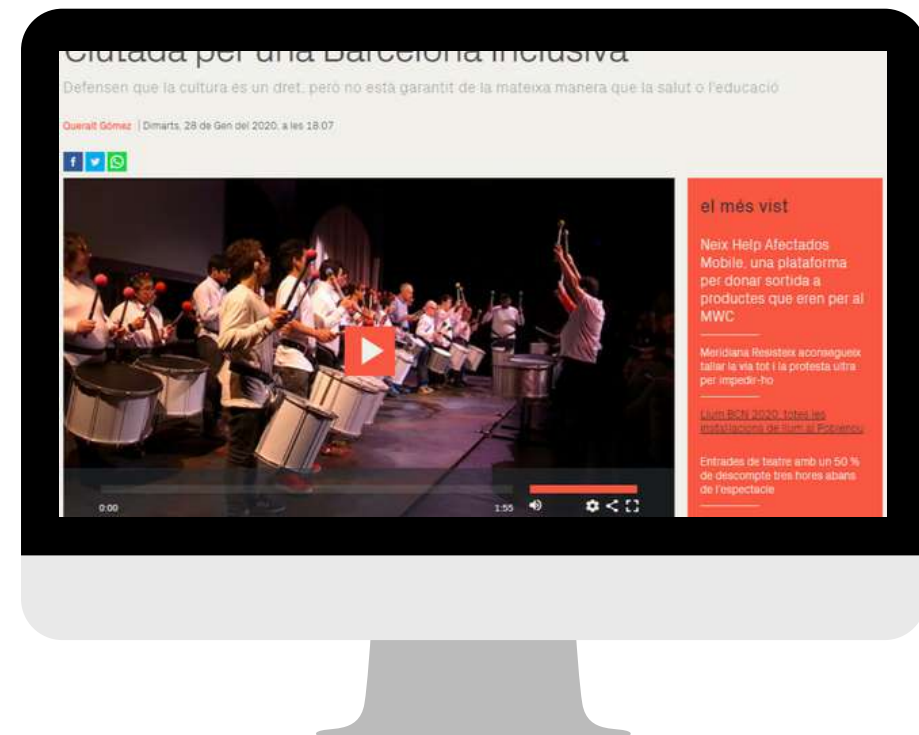 Ciutadà per una Barcelona Inclusiva
Defensen que la cultura és un dret, però no està garantit de la mateixa manera que la salut o l'educació
Queralt Gómez | Dimarts, 28 de Gen del 2020, a les 18:07
el més vist
Neix Help Afectados
Mobile, una plataforma
per donar sortida a
productes que eren per al
MWC
Meridiana Resisteix aconsegueix
tallar la via tot i la protesta ultra
per impedir-ho
Llum BCN 2020: totes les
instal·lacions de llum al Poblenou
Entrades de teatre amb un 50 %
de descompte tres hores abans
de l'espectacle
0:00
1:55